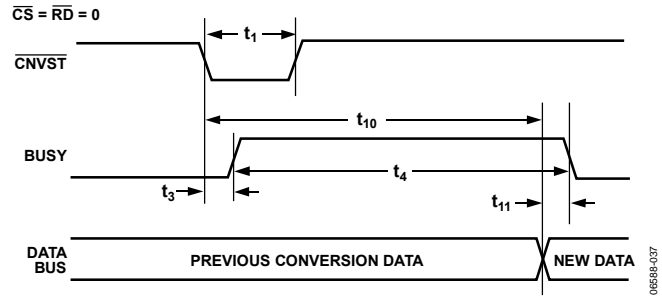 CS = RD = 0
t1
CNVST
t10
BUSY
t4
t3
t11
DATA
BUS
PREVIOUS CONVERSION DATA
NEW DATA
06588-037